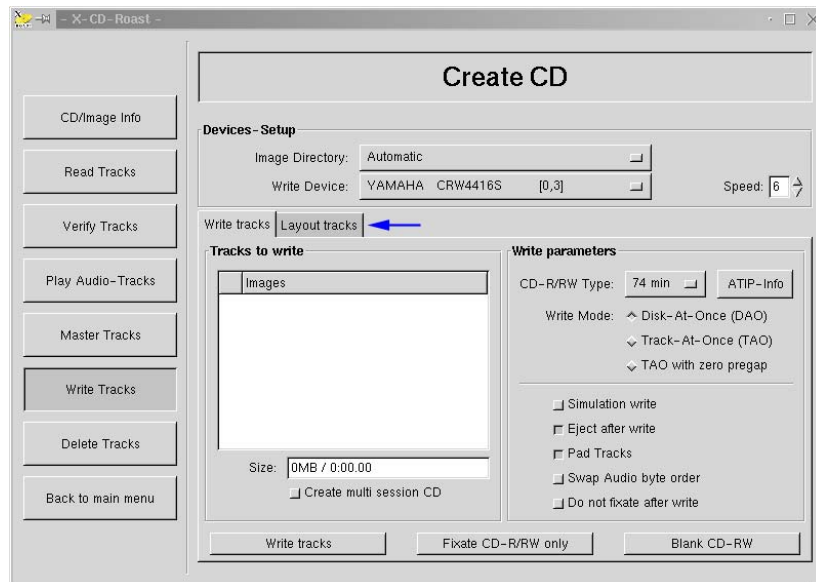 - X-CD-Roast -
Create CD
CD/Image Info
Read Tracks
Verify Tracks
Play Audio-Tracks
Master Tracks
Write Tracks
Delete Tracks
Back to main menu
Devices-Setup
Image Directory: Automatic
Write Device: YAMAHA CRW4416S [0,3] Speed: 6
Write tracks Layout tracks
Tracks to write
Images
Size: 0MB / 0:00.00
Create multi session CD
Write parameters
CD-R/RW Type: 74 min ATIP-Info
Write Mode: Disk-At-Once (DAO)
Track-At-Once (TAO)
TAO with zero pregap
Simulation write
Eject after write
Pad Tracks
Swap Audio byte order
Do not fixate after write
Write tracks Fixate CD-R/RW only Blank CD-RW